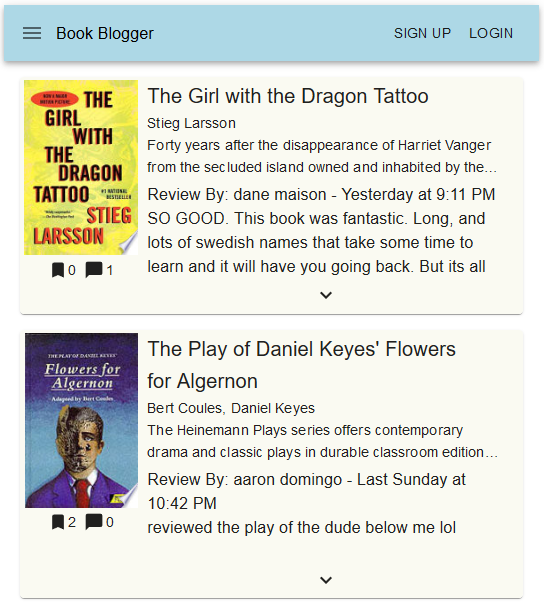 Book Blogger SIGN UP LOGIN
NOW A MAJOR
MOTION PICTURE
THE
GIRL
WITH
THE
DRAGON
TATTOO
#1 NATIONAL
BESTSELLER
STIEG
LARSSON
0 1
The Girl with the Dragon Tattoo
Stieg Larsson
Forty years after the disappearance of Harriet Vanger
from the secluded island owned and inhabited by the…
Review By: dane maison - Yesterday at 9:11 PM
SO GOOD. This book was fantastic. Long, and
lots of swedish names that take some time to
learn and it will have you going back. But its all
THE PLAY OF DANIEL KEYES'
Flowers for
Algernon
Adapted by Bert Coules
2 0
The Play of Daniel Keyes' Flowers
for Algernon
Bert Coules, Daniel Keyes
The Heinemann Plays series offers contemporary
drama and classic plays in durable classroom edition…
Review By: aaron domingo - Last Sunday at
10:42 PM
reviewed the play of the dude below me lol